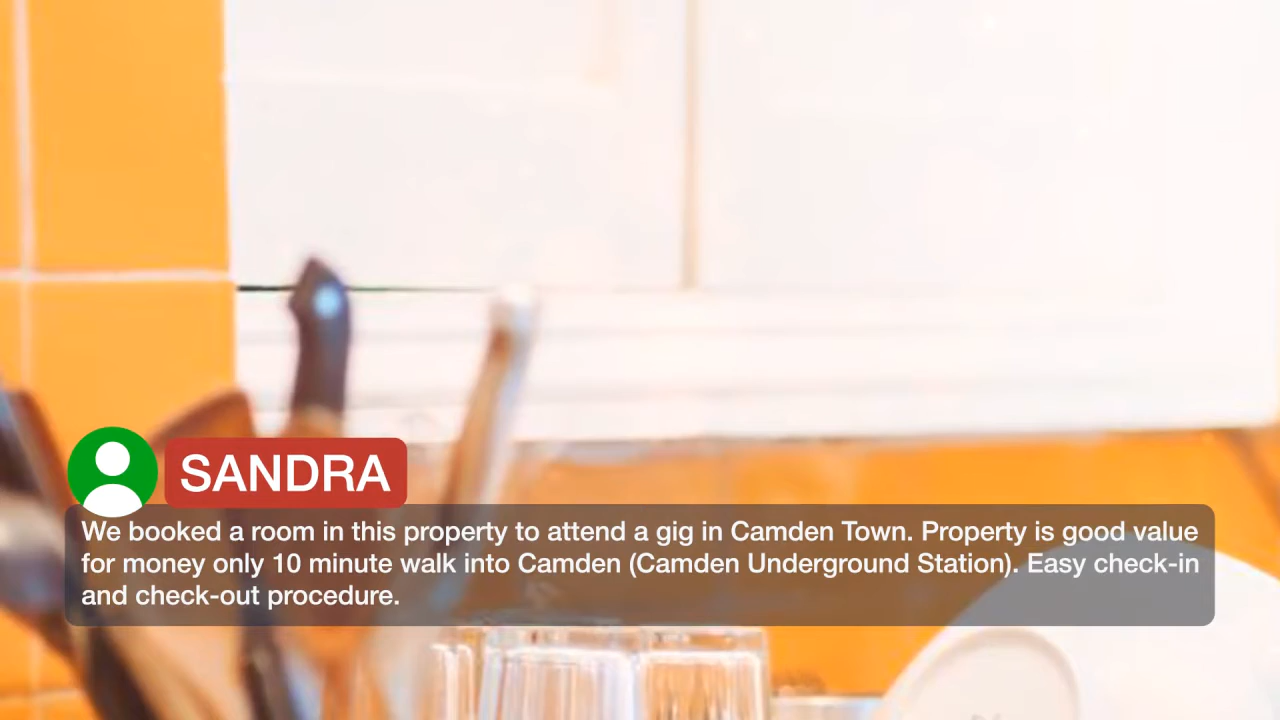 SANDRA
We booked a room in this property to attend a gig in Camden Town. Property is good value
for money only 10 minute walk into Camden (Camden Underground Station). Easy check-in
and check-out procedure.